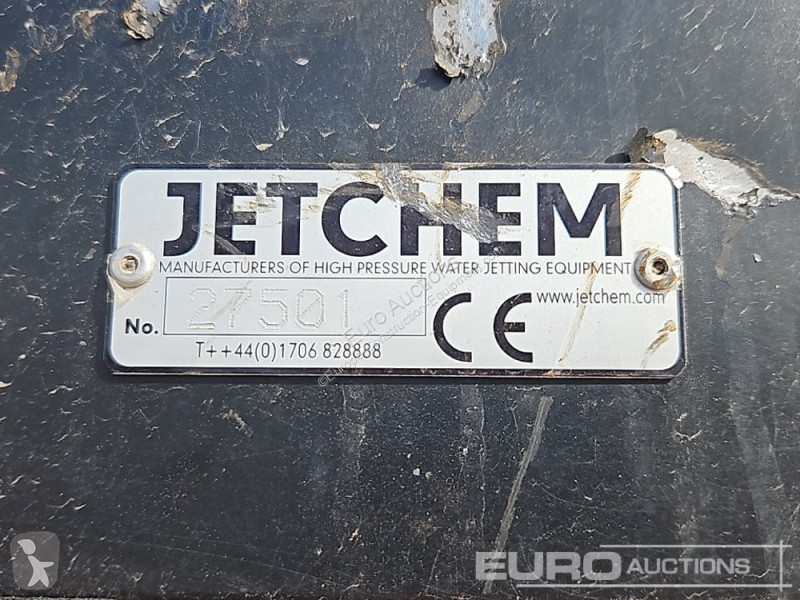 JETCHEM
MANUFACTURERS OF HIGH PRESSURE WATER JETTING EQUIPMENT
No. 27501 CE www.jetchem.com
T++44(0)1706 828888
EURO AUCTIONS